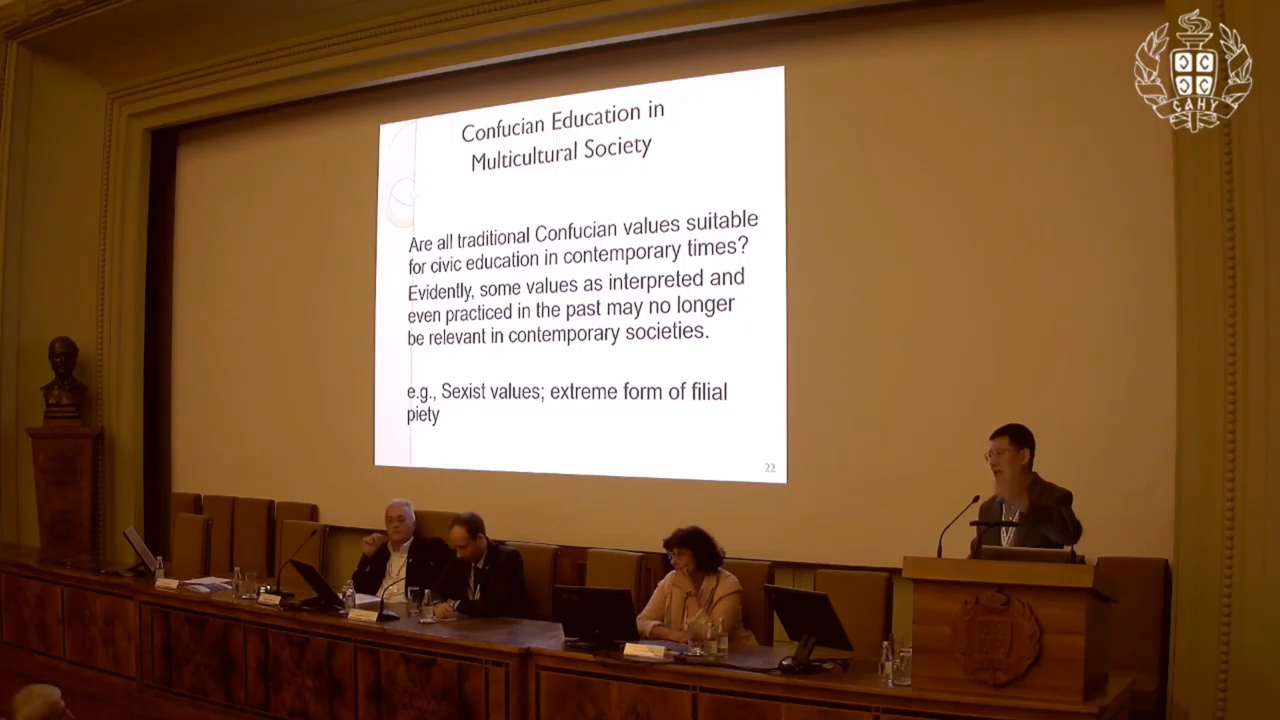 Confucian Education in
Multicultural Society
Are all traditional Confucian values suitable
for civic education in contemporary times?
Evidently, some values as interpreted and
even practiced in the past may no longer
be relevant in contemporary societies.
e.g., Sexist values; extreme form of filial
piety
22
САНУ